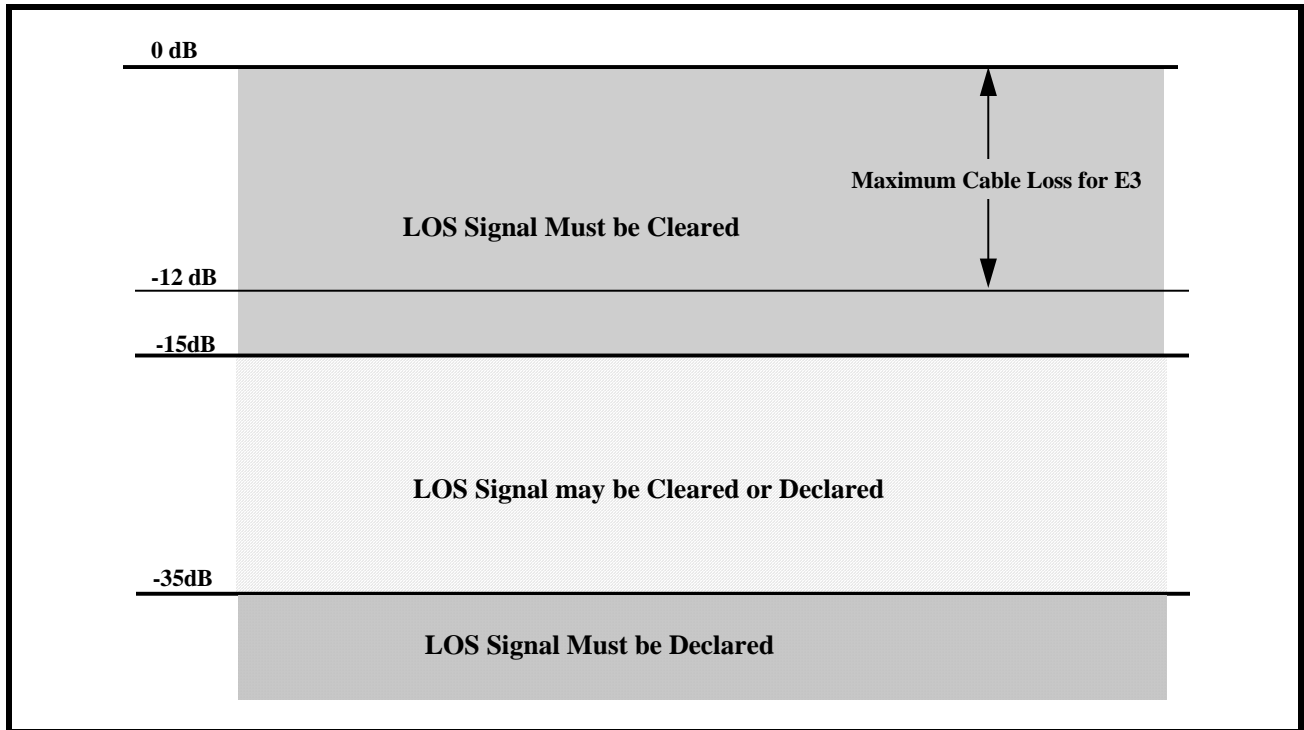 0 dB
Maximum Cable Loss for E3
LOS Signal Must be Cleared
-12 dB
-15dB
LOS Signal may be Cleared or Declared
-35dB
LOS Signal Must be Declared